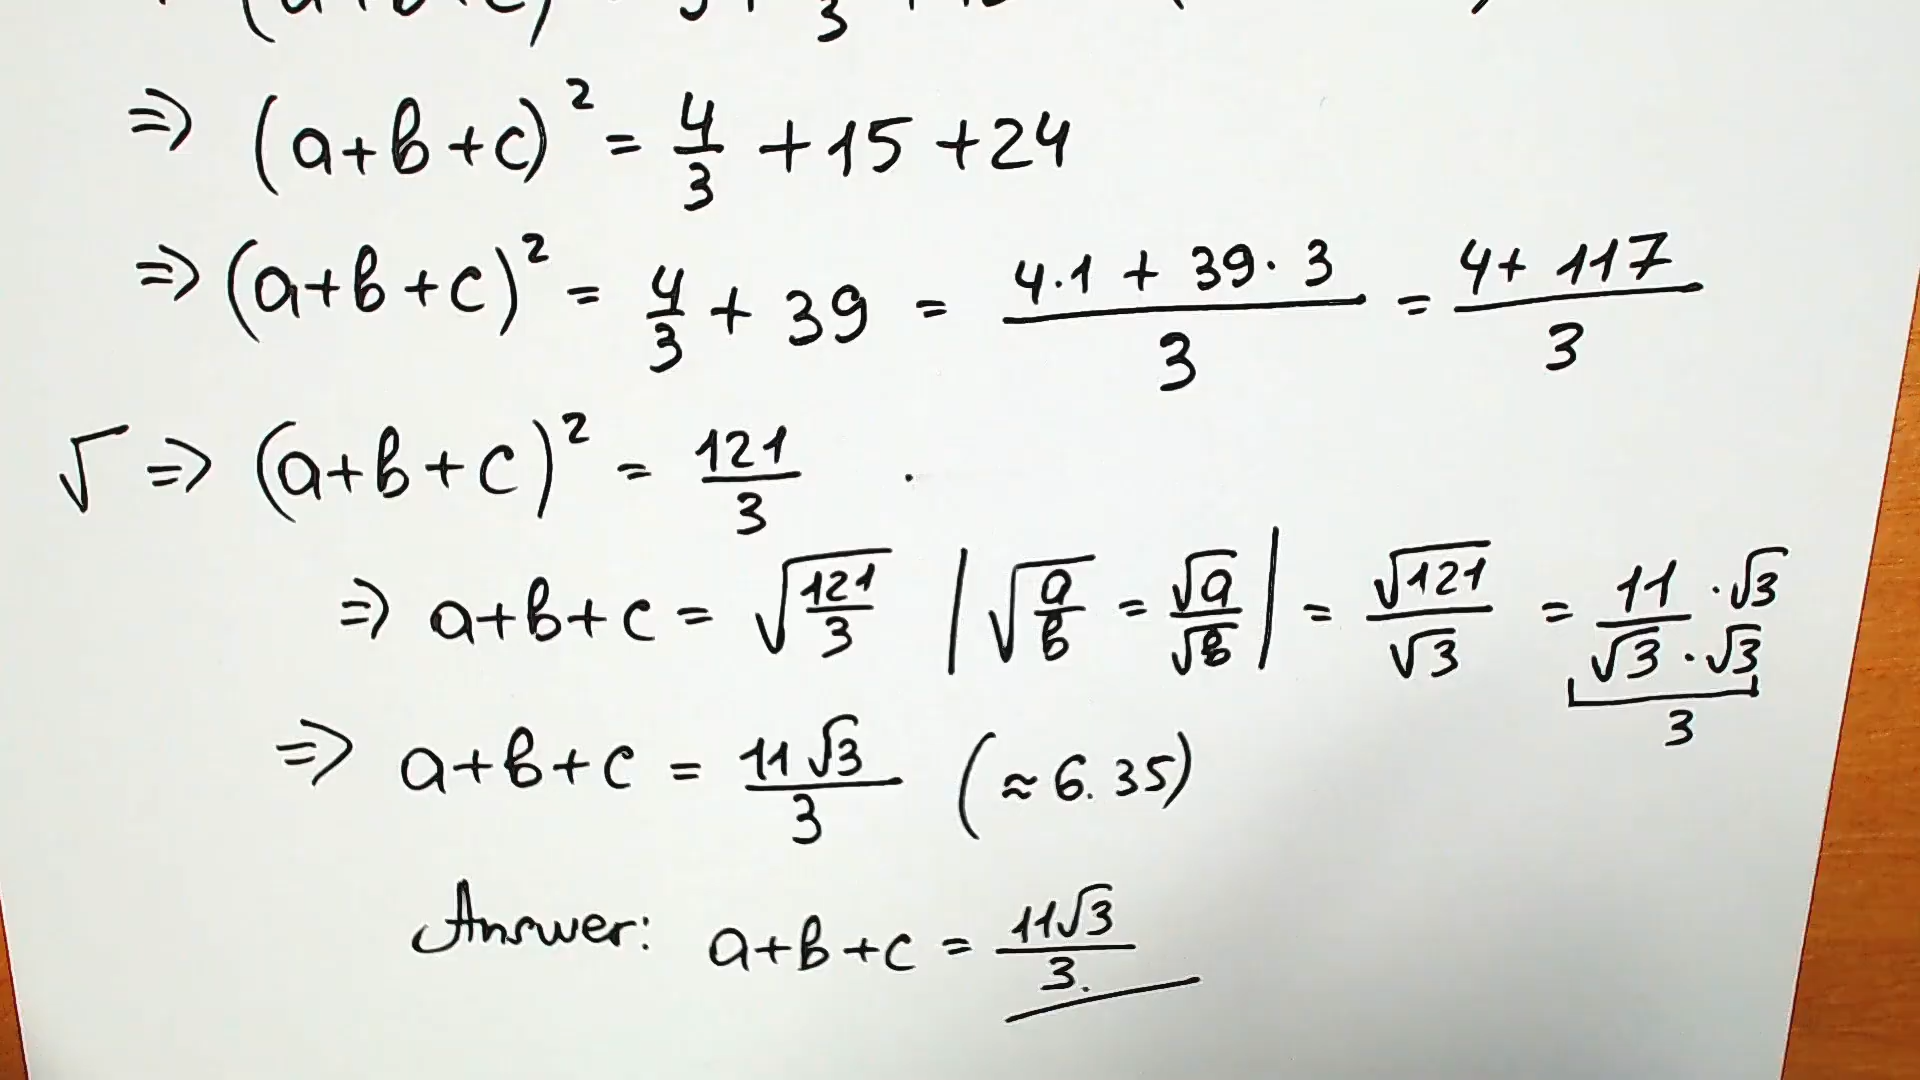 ⇒ (a+b+c)² = 4/3 + 15 + 24
⇒ (a+b+c)² = 4/3 + 39 = (4·1 + 39·3)/3 = (4 + 117)/3
√ ⇒ (a+b+c)² = 121/3
⇒ a+b+c = √(121/3) | √(a/b) = √a/√b | = √121/√3 = 11·√3/(√3·√3)
3
⇒ a+b+c = 11√3/3 (≈ 6.35)
Answer: a+b+c = 11√3/3.